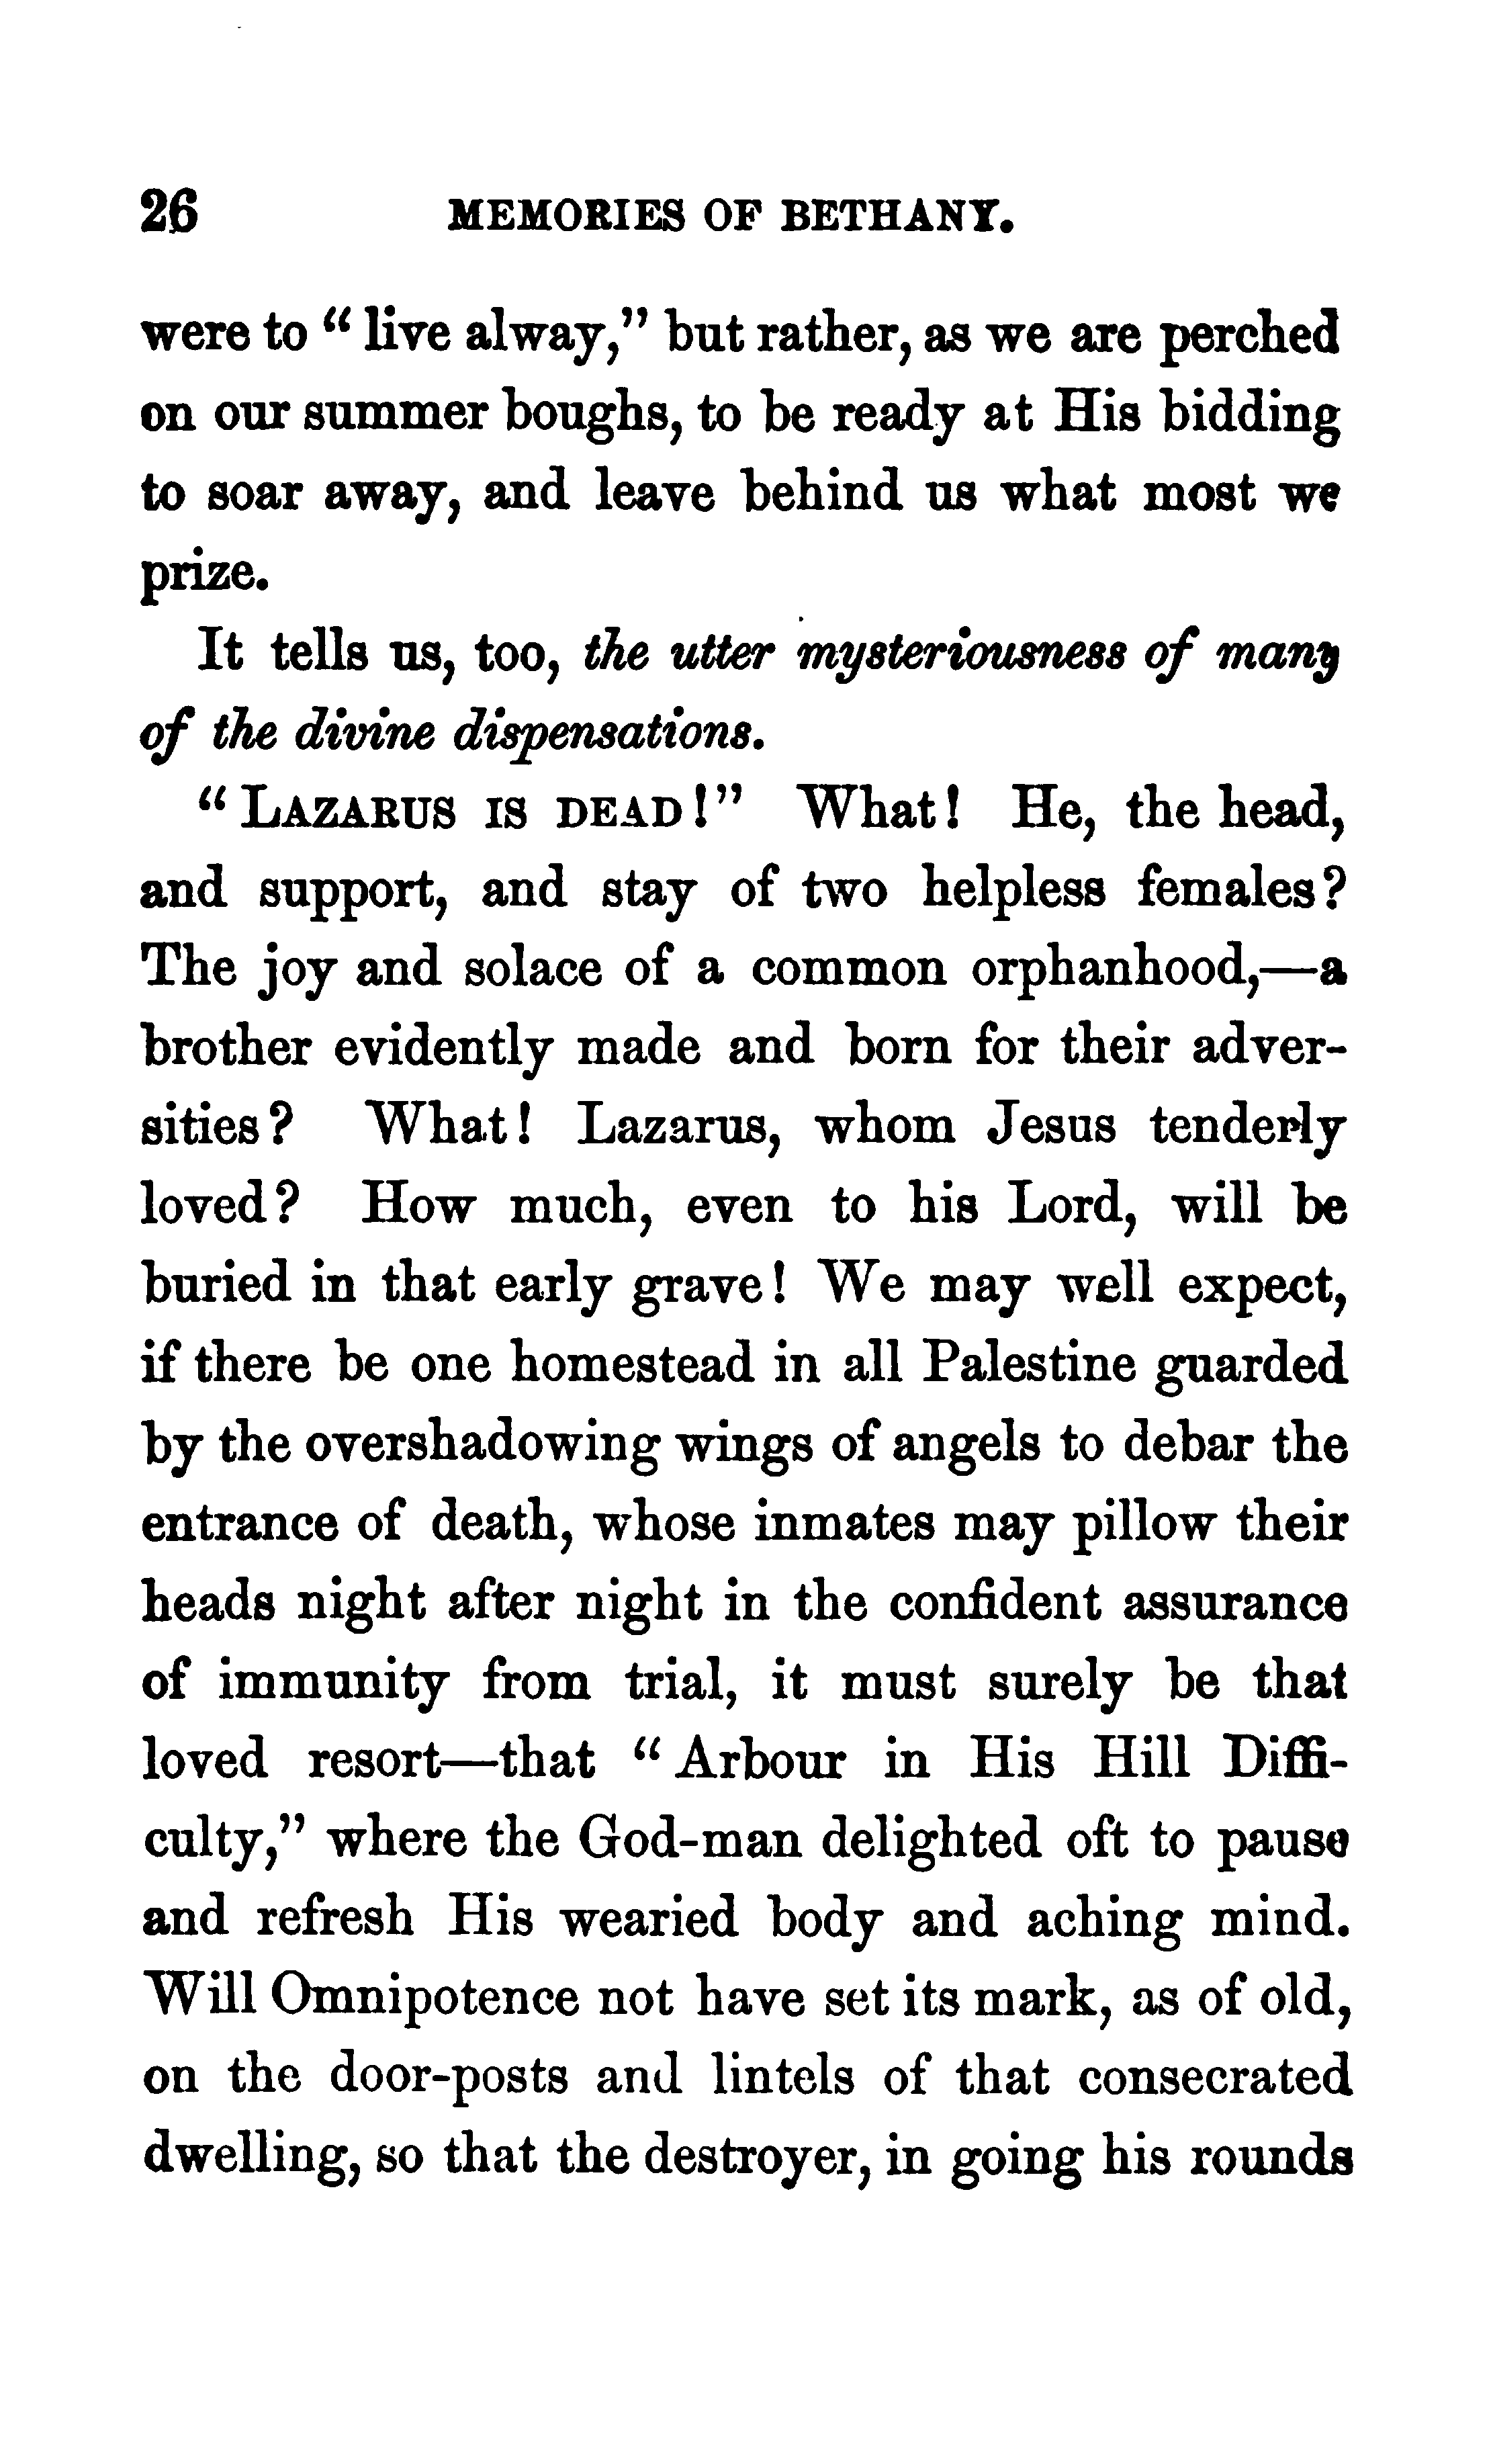 26 MEMORIES OF BETHANY.
were to “ live alway,” but rather, as we are perched
on our summer boughs, to be ready at His bidding
to soar away, and leave behind us what most we
prize.
It tells us, too, the utter mysteriousness of many
of the divine dispensations.
“ LAZARUS IS DEAD!” What! He, the head,
and support, and stay of two helpless females?
The joy and solace of a common orphanhood,—a
brother evidently made and born for their adver-
sities? What! Lazarus, whom Jesus tenderly
loved? How much, even to his Lord, will be
buried in that early grave! We may well expect,
if there be one homestead in all Palestine guarded
by the overshadowing wings of angels to debar the
entrance of death, whose inmates may pillow their
heads night after night in the confident assurance
of immunity from trial, it must surely be that
loved resort—that “ Arbour in His Hill Diffi-
culty,” where the God-man delighted oft to pause
and refresh His wearied body and aching mind.
Will Omnipotence not have set its mark, as of old,
on the door-posts and lintels of that consecrated
dwelling, so that the destroyer, in going his rounds